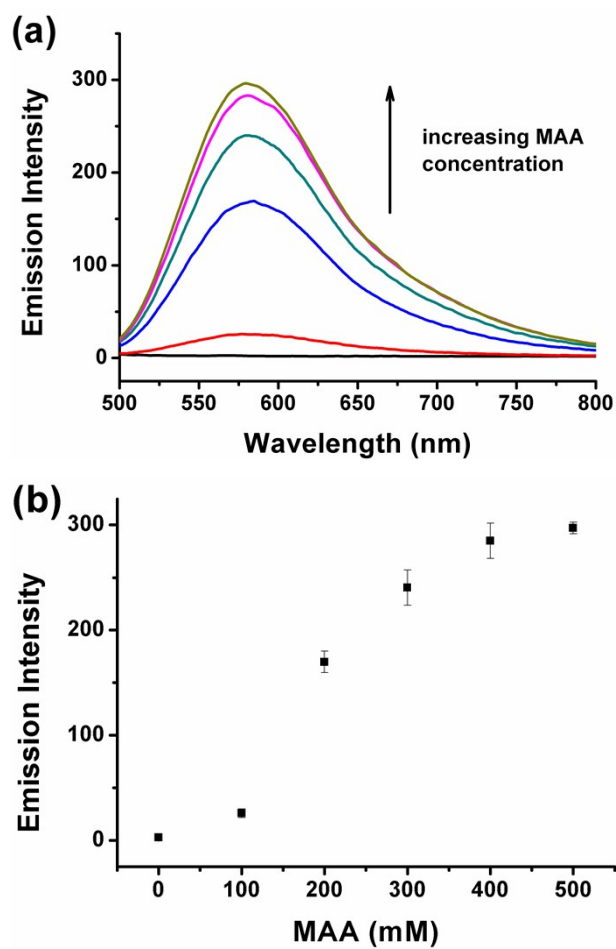 (a)
300
200
100
0
Emission Intensity
increasing MAA
concentration
500 550 600 650 700 750 800
Wavelength (nm)
(b)
300
200
100
0
Emission Intensity
0 100 200 300 400 500
MAA (mM)